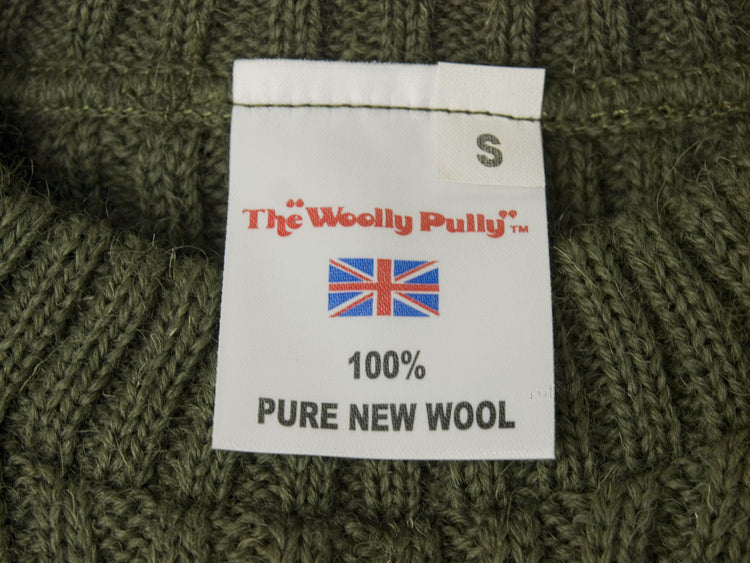 S
The "Woolly Pully" TM
100%
PURE NEW WOOL